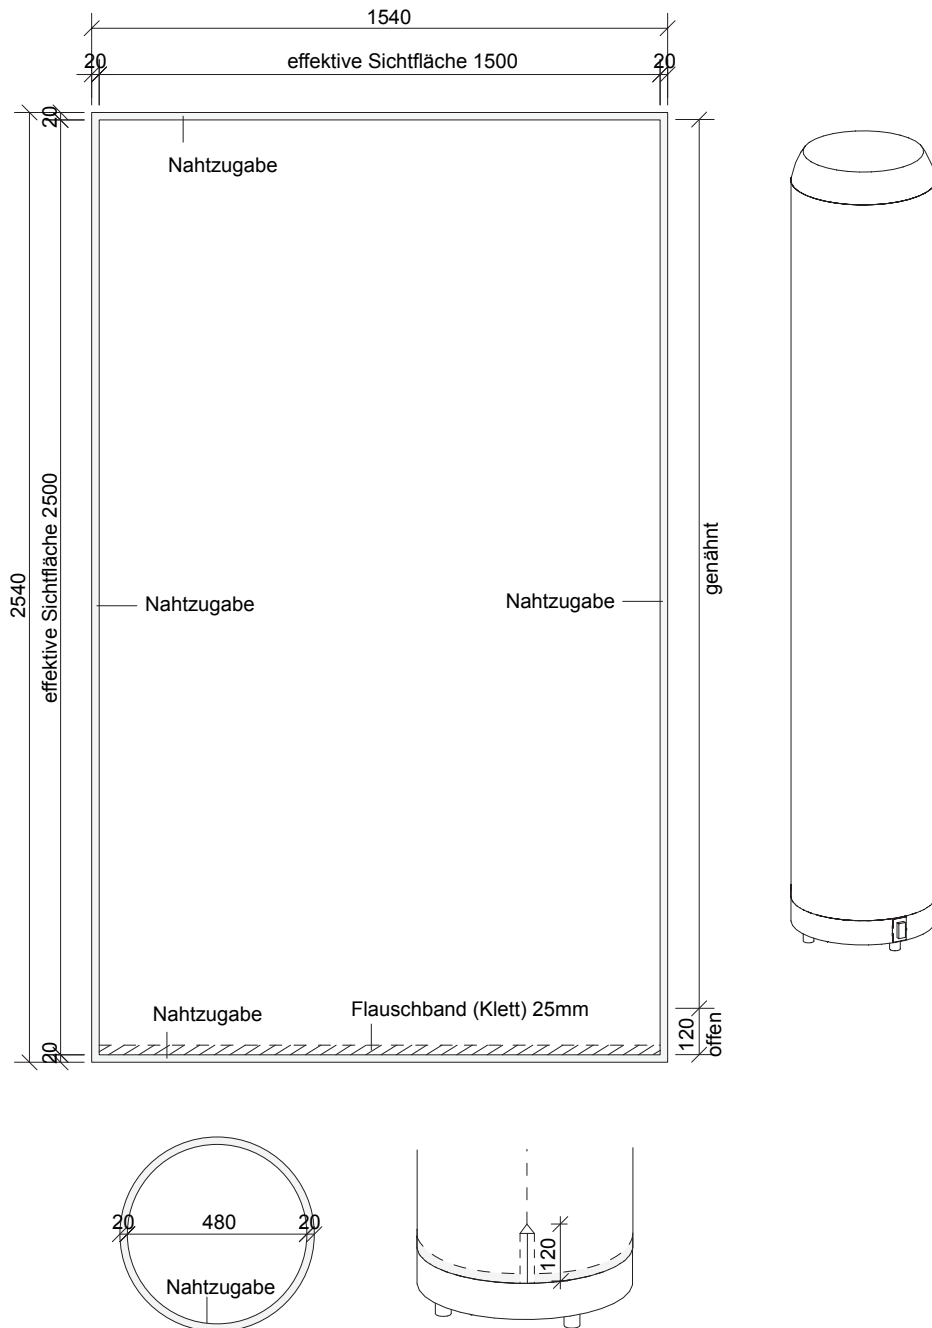 1540
20
effektive Sichtfläche 1500
20
20
Nahtzugabe
2540
effektive Sichtfläche 2500
genähnt
Nahtzugabe
Nahtzugabe
Nahtzugabe
Flauschband (Klett) 25mm
120
offen
20
20
480
20
Nahtzugabe
120